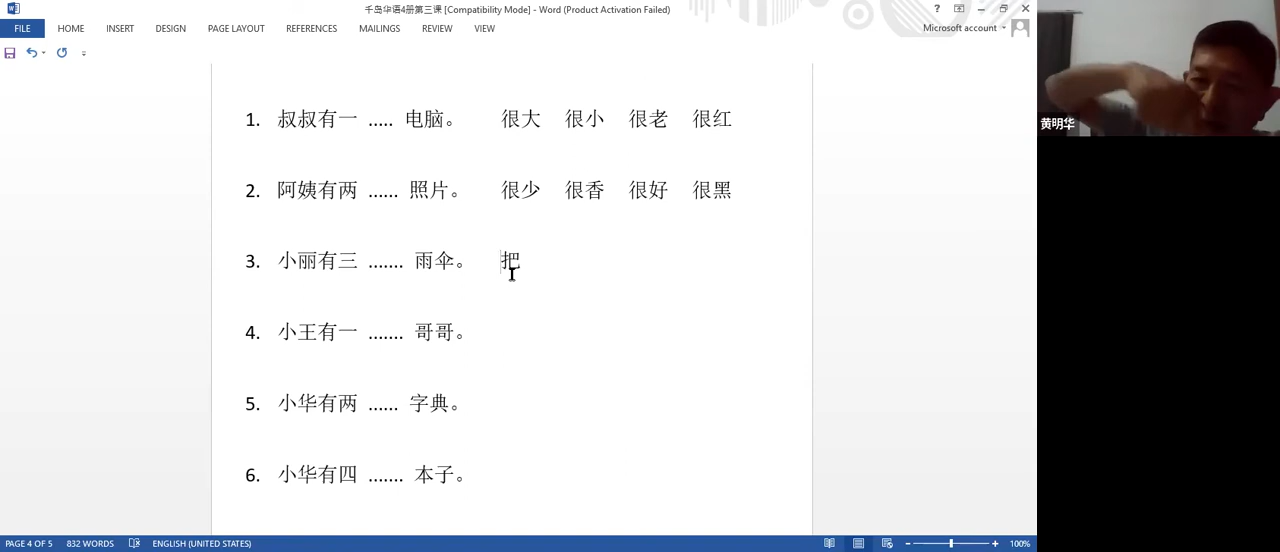 千岛华语4册第三课 [Compatibility Mode] - Word (Product Activation Failed)
FILE HOME INSERT DESIGN PAGE LAYOUT REFERENCES MAILINGS REVIEW VIEW Microsoft account
1. 叔叔有一 ..... 电脑。 很大 很小 很老 很红
黄明华
2. 阿姨有两 ...... 照片。 很少 很香 很好 很黑
3. 小丽有三 ....... 雨伞。 把
4. 小王有一 ....... 哥哥。
5. 小华有两 ...... 字典。
6. 小华有四 ....... 本子。
PAGE 4 OF 5 832 WORDS ENGLISH (UNITED STATES) 100%